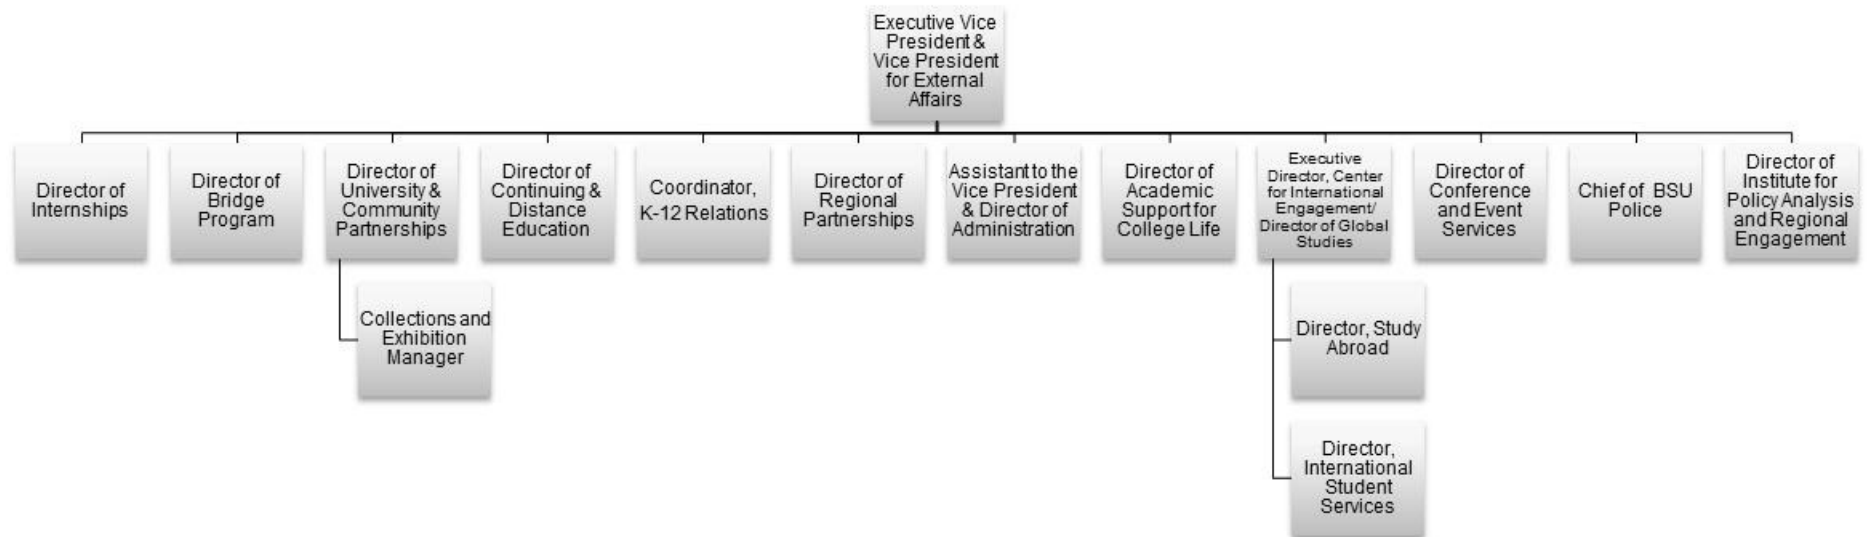 Executive Vice
President &
Vice President
for External
Affairs
Director of
Internships
Director of
Bridge
Program
Director of
University &
Community
Partnerships
Director of
Continuing &
Distance
Education
Coordinator,
K-12 Relations
Director of
Regional
Partnerships
Assistant to the
Vice President
& Director of
Administration
Director of
Academic
Support for
College Life
Executive
Director, Center
for International
Engagement/
Director of Global
Studies
Director of
Conference
and Event
Services
Chief of BSU
Police
Director of
Institute for
Policy Analysis
and Regional
Engagement
Collections and
Exhibition
Manager
Director, Study
Abroad
Director,
International
Student
Services